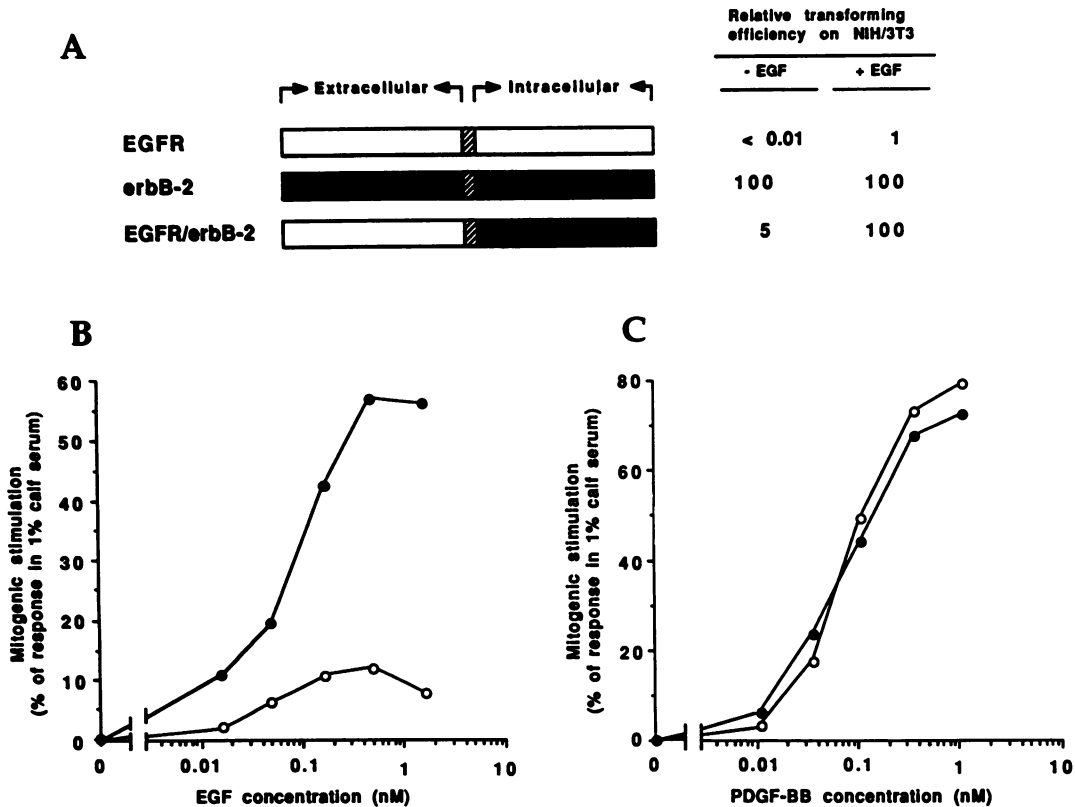 A
Relative transforming
efficiency on NIH/3T3
- EGF
+ EGF
Extracellular
Intracellular
EGFR
< 0.01
1
erbB-2
100
100
EGFR/erbB-2
5
100
B
Mitogenic stimulation
(% of response in 1% calf serum)
60
50
40
30
20
10
0
0
0.01
0.1
1
10
EGF concentration (nM)
C
Mitogenic stimulation
(% of response in 1% calf serum)
80
60
40
20
0
0
0.01
0.1
1
10
PDGF-BB concentration (nM)